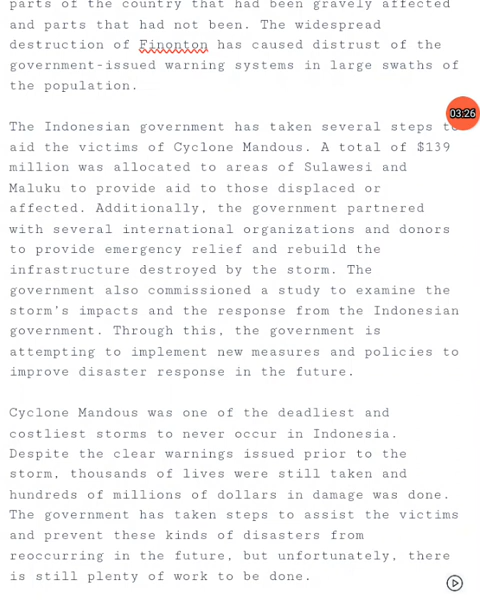 parts of the country that had been gravely affected
and parts that had not been. The widespread
destruction of Finonton has caused distrust of the
government-issued warning systems in large swaths of
the population.
03:26
The Indonesian government has taken several steps to
aid the victims of Cyclone Mandous. A total of $139
million was allocated to areas of Sulawesi and
Maluku to provide aid to those displaced or
affected. Additionally, the government partnered
with several international organizations and donors
to provide emergency relief and rebuild the
infrastructure destroyed by the storm. The
government also commissioned a study to examine the
storm's impacts and the response from the Indonesian
government. Through this, the government is
attempting to implement new measures and policies to
improve disaster response in the future.
Cyclone Mandous was one of the deadliest and
costliest storms to never occur in Indonesia.
Despite the clear warnings issued prior to the
storm, thousands of lives were still taken and
hundreds of millions of dollars in damage was done.
The government has taken steps to assist the victims
and prevent these kinds of disasters from
reoccurring in the future, but unfortunately, there
is still plenty of work to be done.